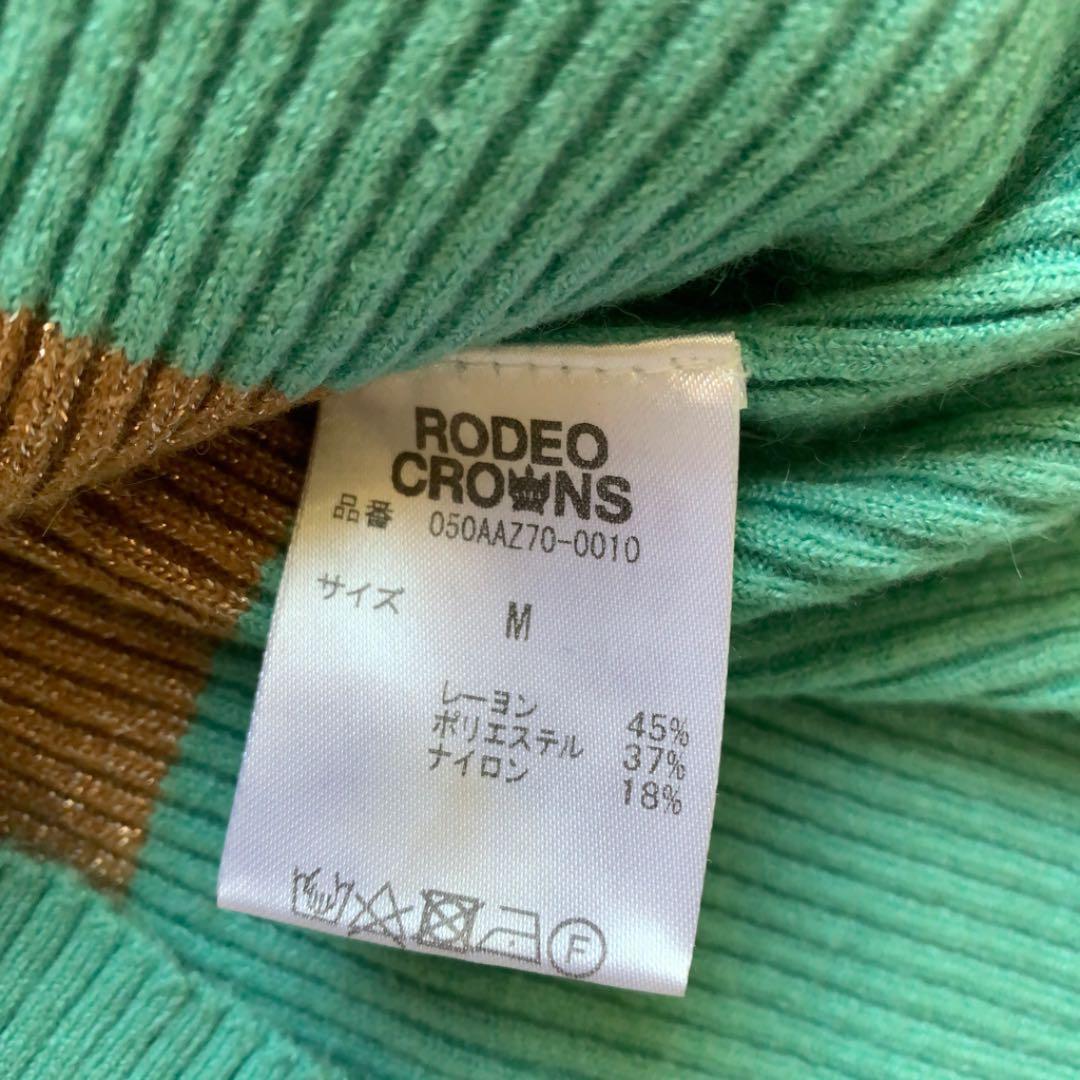 RODEO
CROWNS
品番 050AAZ70-0010
サイズ M
レーヨン 45%
ポリエステル 37%
ナイロン 18%
F